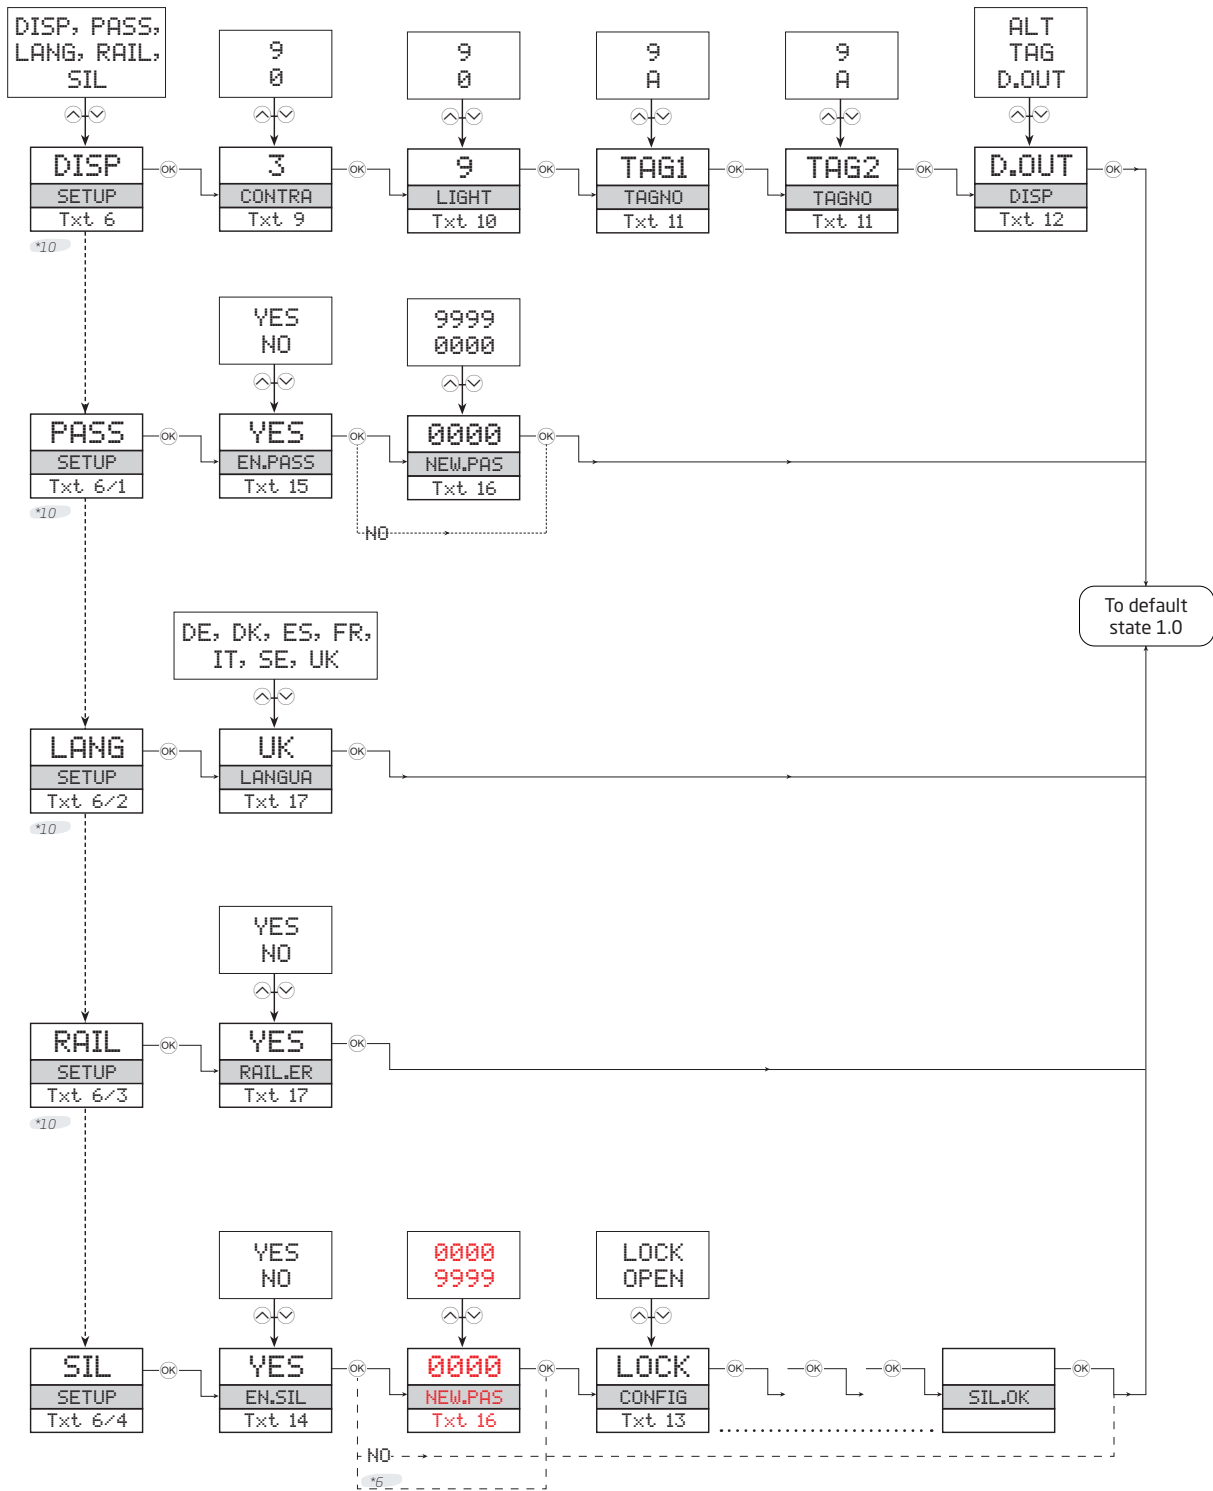 DISP, PASS,
LANG, RAIL,
SIL
9
0
9
0
9
A
9
A
ALT
TAG
D.OUT
DISP
SETUP
Txt 6
*10
OK
3
CONTRA
Txt 9
OK
9
LIGHT
Txt 10
OK
TAG1
TAGNO
Txt 11
OK
TAG2
TAGNO
Txt 11
OK
D.OUT
DISP
Txt 12
OK
YES
NO
9999
0000
PASS
SETUP
Txt 6/1
*10
OK
YES
EN.PASS
Txt 15
OK
0000
NEW.PAS
Txt 16
OK
NO
To default
state 1.0
DE, DK, ES, FR,
IT, SE, UK
LANG
SETUP
Txt 6/2
*10
OK
UK
LANGUA
Txt 17
OK
YES
NO
RAIL
SETUP
Txt 6/3
*10
OK
YES
RAIL.ER
Txt 17
OK
YES
NO
0000
9999
LOCK
OPEN
SIL
SETUP
Txt 6/4
OK
YES
EN.SIL
Txt 14
OK
0000
NEW.PAS
Txt 16
OK
LOCK
CONFIG
Txt 13
OK
OK
OK
SIL.OK
OK
NO
*6